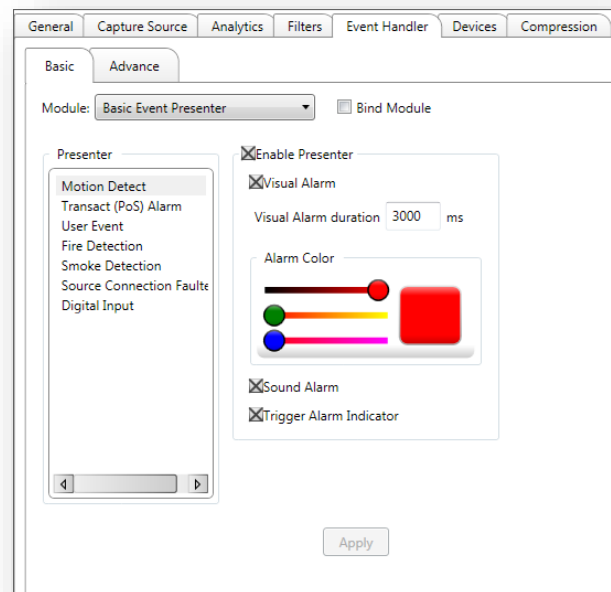 General Capture Source Analytics Filters Event Handler Devices Compression
Basic Advance
Module: Basic Event Presenter Bind Module
Presenter
Motion Detect
Transact (PoS) Alarm
User Event
Fire Detection
Smoke Detection
Source Connection Faulte
Digital Input
Enable Presenter
Visual Alarm
Visual Alarm duration 3000 ms
Alarm Color
Sound Alarm
Trigger Alarm Indicator
Apply